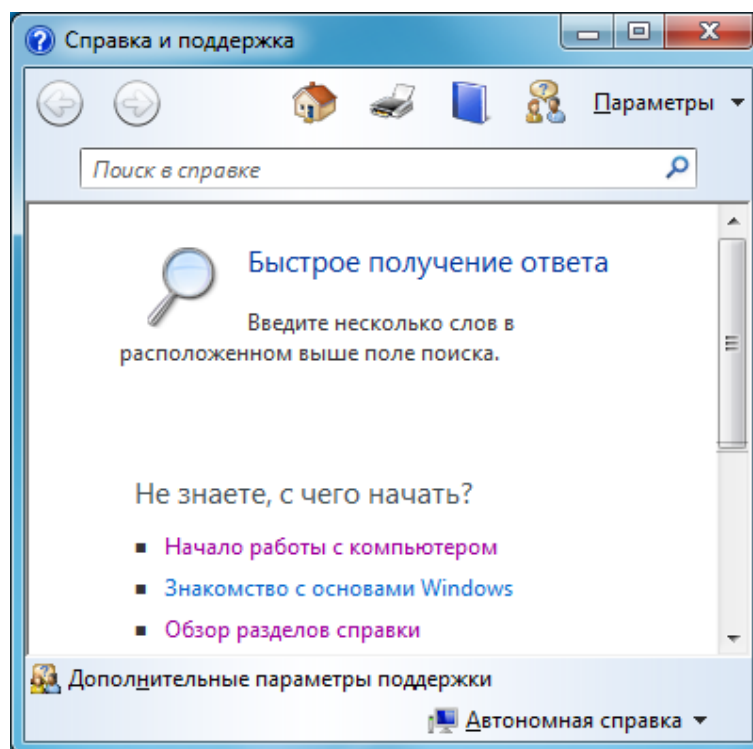 Справка и поддержка
Параметры
Поиск в справке
Быстрое получение ответа
Введите несколько слов в
расположенном выше поле поиска.
Не знаете, с чего начать?
Начало работы с компьютером
Знакомство с основами Windows
Обзор разделов справки
Дополнительные параметры поддержки
Автономная справка